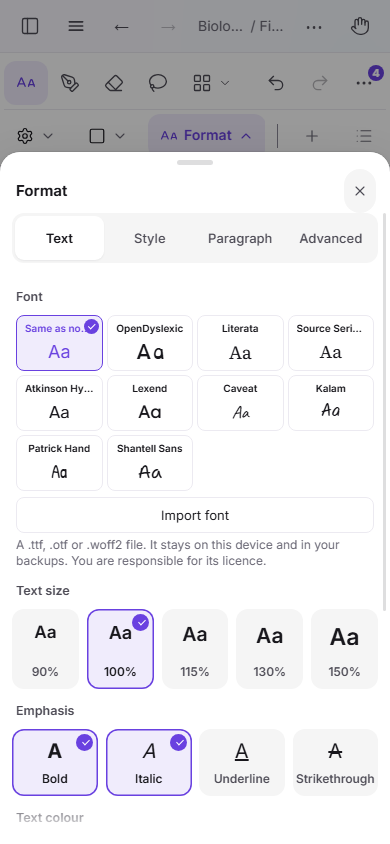 Biolo... / Fi...
AA
4
AA Format
Format
Text Style Paragraph Advanced
Font
Same as no... OpenDyslexic Literata Source Seri...
Aa Aa Aa Aa
Atkinson Hy... Lexend Caveat Kalam
Aa Aa Aa Aa
Patrick Hand Shantell Sans
Aa Aa
Import font
A .ttf, .otf or .woff2 file. It stays on this device and in your
backups. You are responsible for its licence.
Text size
Aa Aa Aa Aa Aa
90% 100% 115% 130% 150%
Emphasis
A A A A
Bold Italic Underline Strikethrough
Text colour